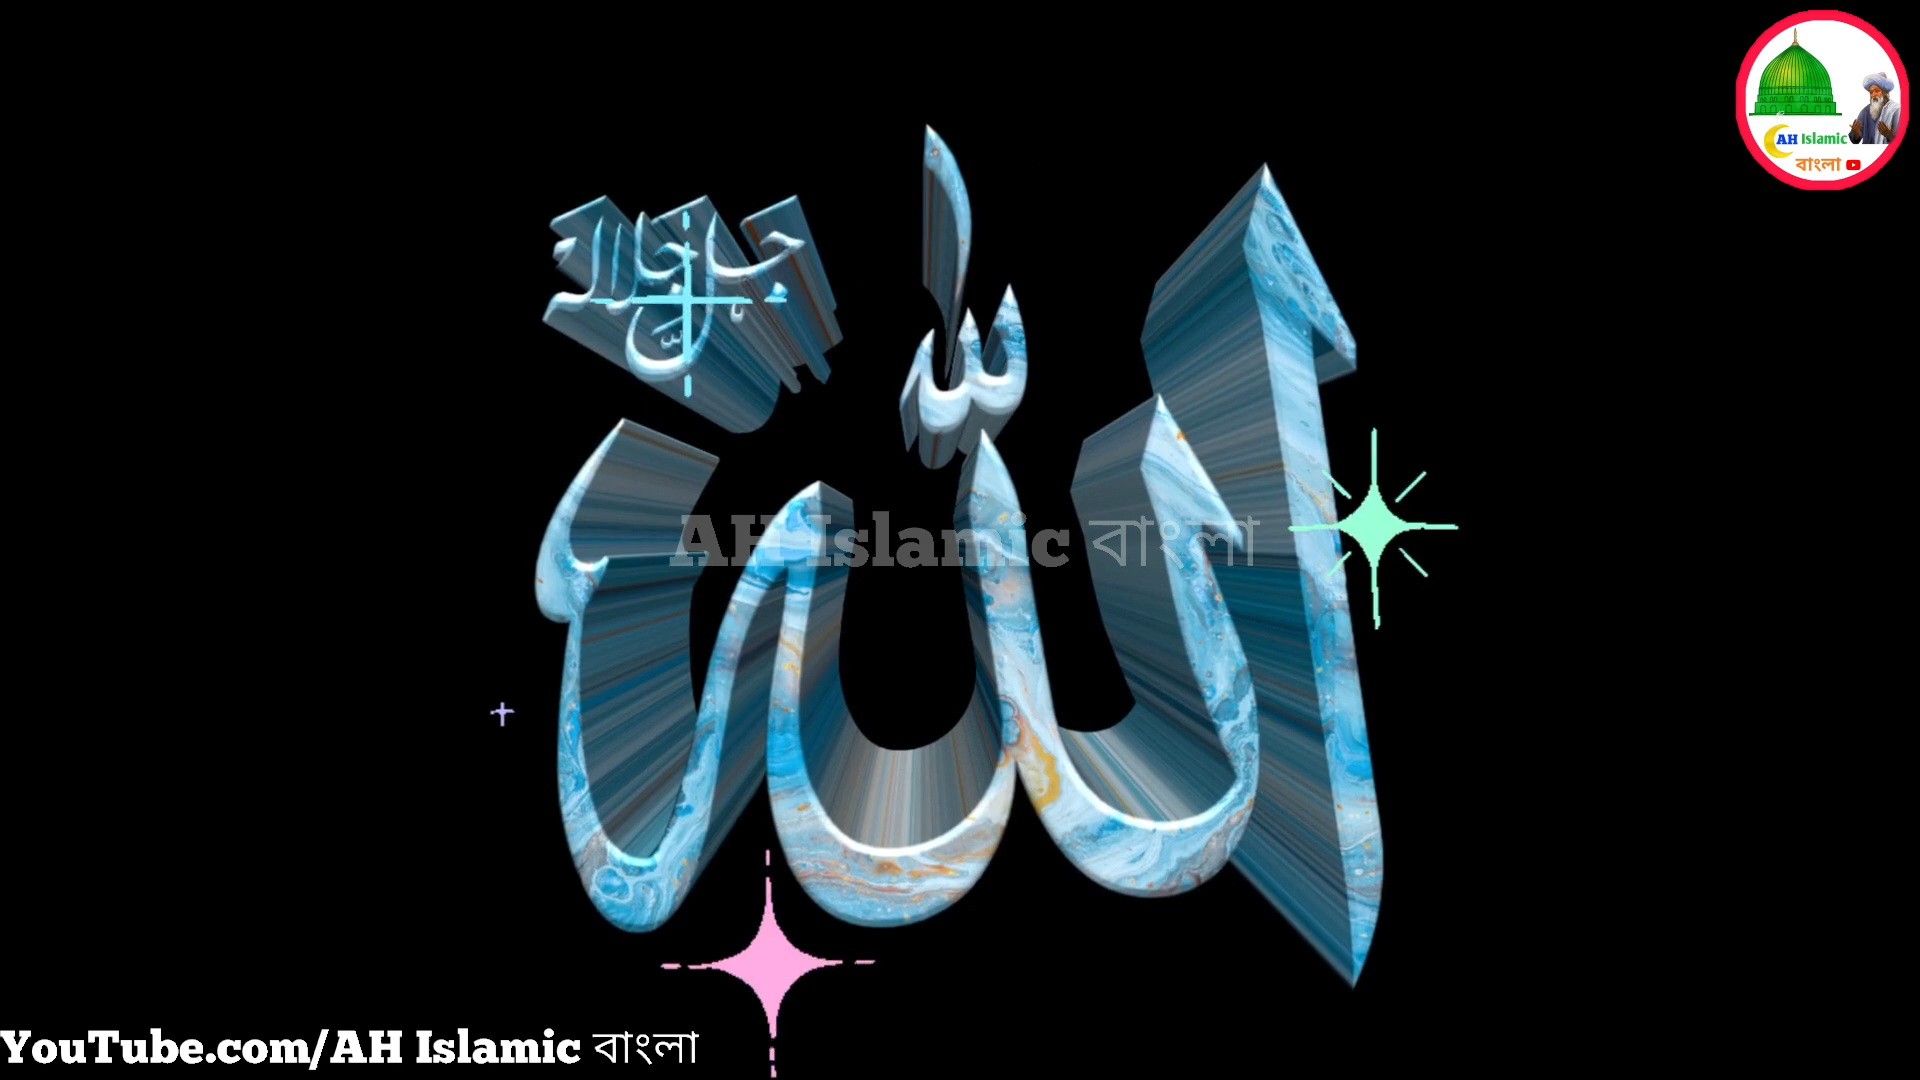 AH Islamic
বাংলা
جل جلاله
الله
AH Islamic বাংলা
YouTube.com/AH Islamic বাংলা